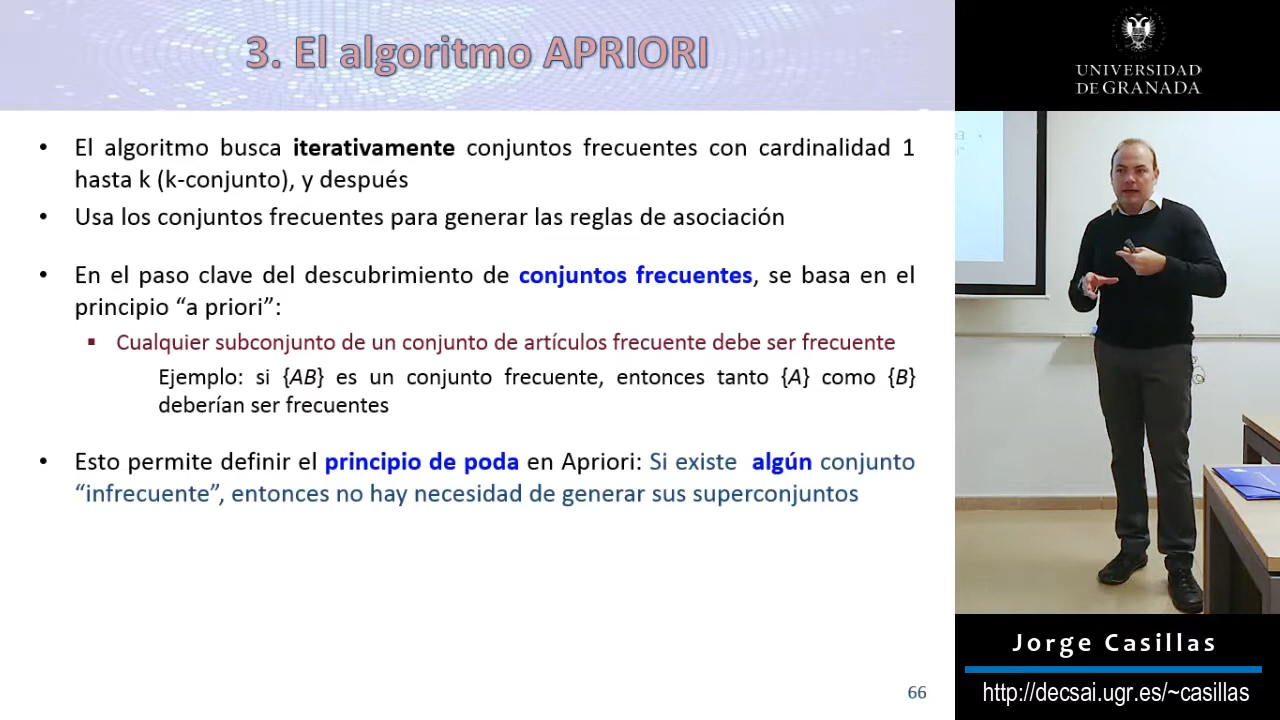 3. El algoritmo APRIORI
• El algoritmo busca iterativamente conjuntos frecuentes con cardinalidad 1
hasta k (k-conjunto), y después
• Usa los conjuntos frecuentes para generar las reglas de asociación
• En el paso clave del descubrimiento de conjuntos frecuentes, se basa en el
principio “a priori”:
▪ Cualquier subconjunto de un conjunto de artículos frecuente debe ser frecuente
Ejemplo: si {AB} es un conjunto frecuente, entonces tanto {A} como {B}
deberían ser frecuentes
• Esto permite definir el principio de poda en Apriori: Si existe algún conjunto
“infrecuente”, entonces no hay necesidad de generar sus superconjuntos
66
UNIVERSIDAD
DE GRANADA
Jorge Casillas
http://decsai.ugr.es/~casillas